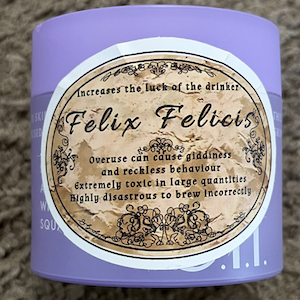 Increases the luck of the drinker
Felix Felicis
Overuse can cause giddiness
and reckless behaviour
Extremely toxic in large quantities
Highly disastrous to brew incorrectly